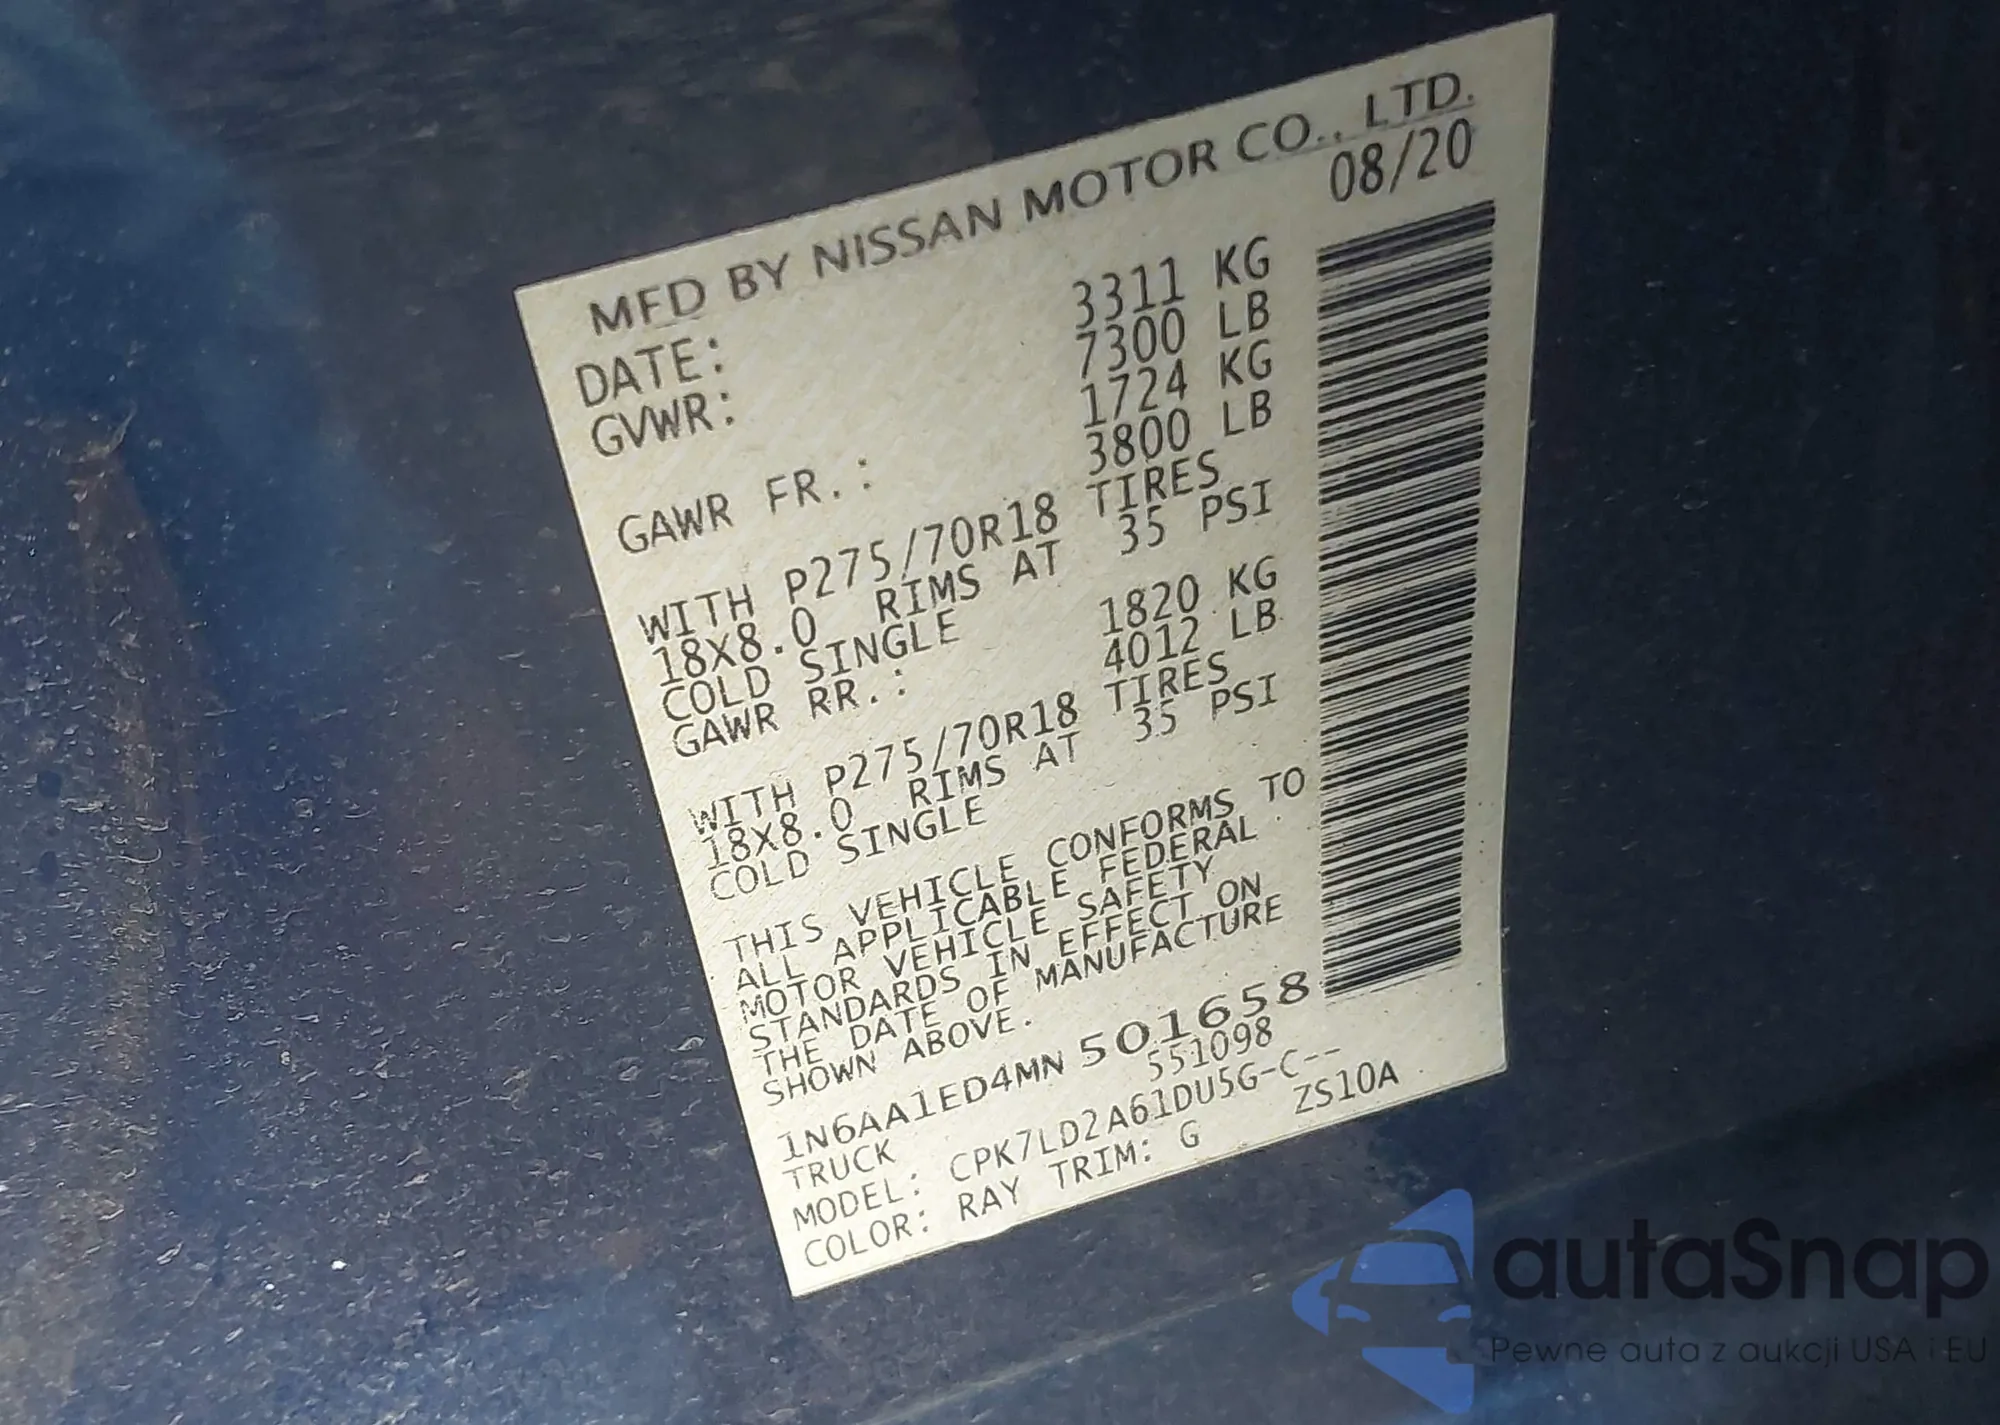 MFD BY NISSAN MOTOR CO., LTD.
DATE: 08/20
GVWR: 3311 KG
7300 LB
GAWR FR.: 1724 KG
3800 LB
WITH P275/70R18 TIRES
18X8.0 RIMS AT 35 PSI
COLD SINGLE
GAWR RR.: 1820 KG
4012 LB
WITH P275/70R18 TIRES
18X8.0 RIMS AT 35 PSI
COLD SINGLE
THIS VEHICLE CONFORMS TO
ALL APPLICABLE FEDERAL
MOTOR VEHICLE SAFETY
STANDARDS IN EFFECT ON
THE DATE OF MANUFACTURE
SHOWN ABOVE.
1N6AA1ED4MN 501658
TRUCK 551098
MODEL: CPK7LD2A61DU5G-C--
COLOR: RAY TRIM: G ZS10A
autaSnap
Pewne auta z aukcji USA i EU